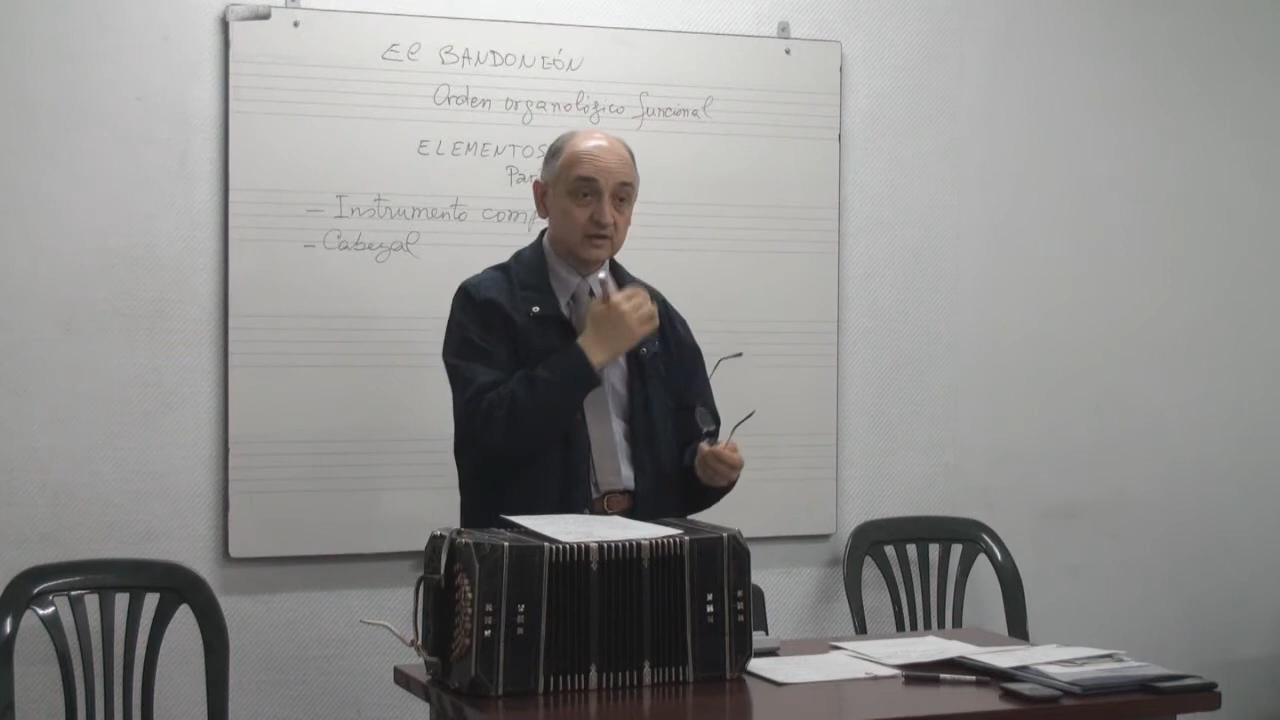 El BANDONEÓN
Orden organológico funcional
ELEMENTOS
- Instrumento
- Cabezal